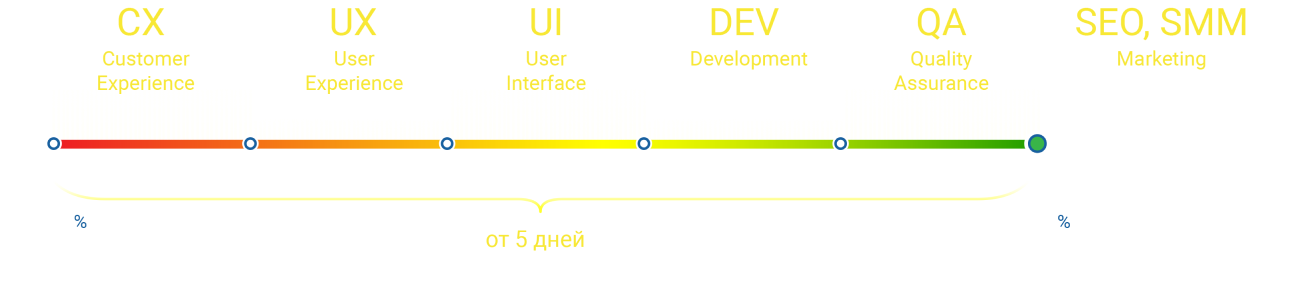 CX
Customer
Experience
UX
User
Experience
UI
User
Interface
DEV
Development
QA
Quality
Assurance
SEO, SMM
Marketing
%
%
от 5 дней